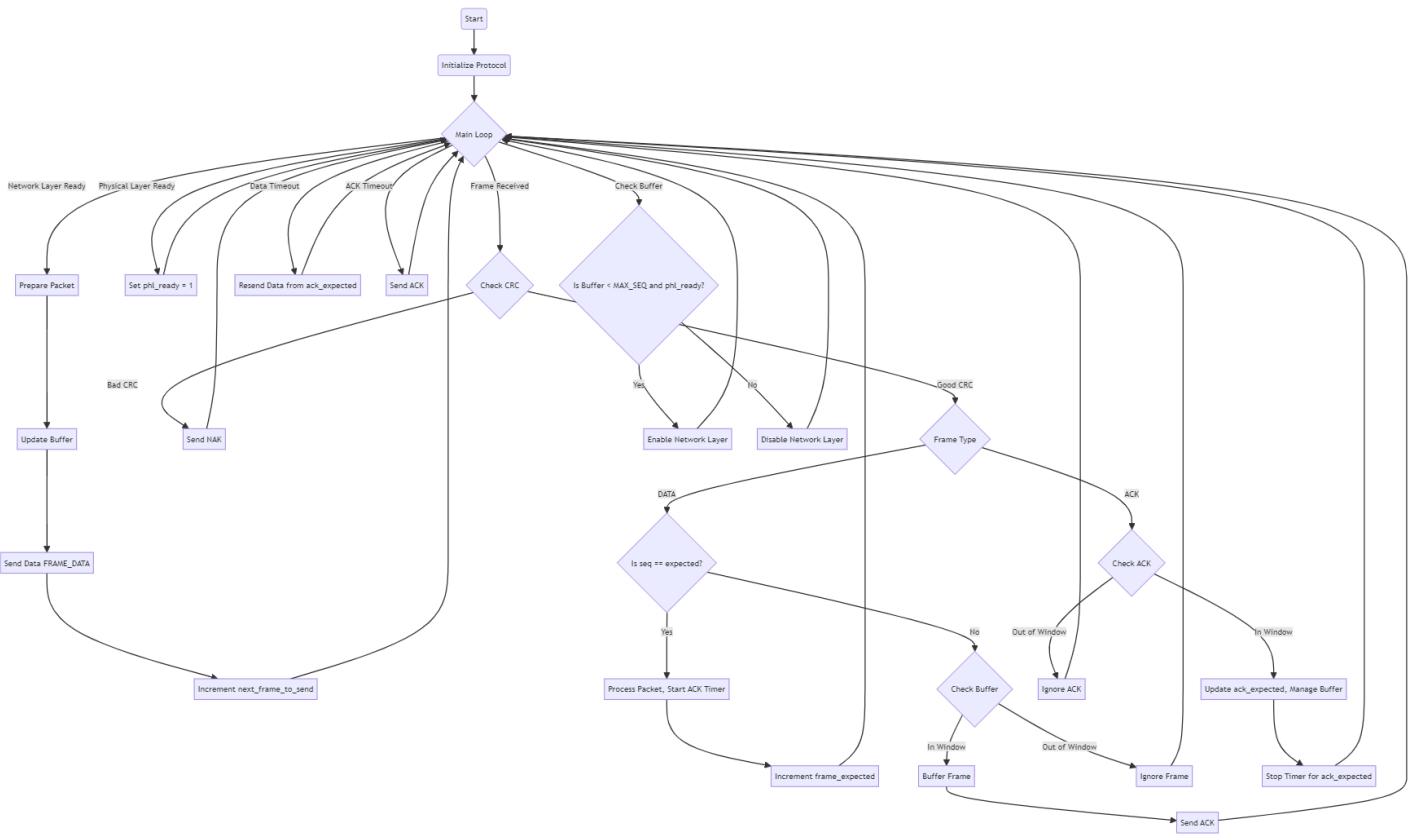 Start
Initialize Protocol
Main Loop
Network Layer Ready
Physical Layer Ready
Data Timeout
ACK Timeout
Frame Received
Check Buffer
Prepare Packet
Set phl_ready = 1
Resend Data from ack_expected
Send ACK
Check CRC
Is Buffer < MAX_SEQ and phl_ready?
Bad CRC
Yes
No
Good CRC
Update Buffer
Send NAK
Enable Network Layer
Disable Network Layer
Frame Type
DATA
ACK
Send Data FRAME_DATA
Is seq == expected?
Check ACK
Yes
No
Out of Window
In Window
Increment next_frame_to_send
Process Packet, Start ACK Timer
Check Buffer
Ignore ACK
Update ack_expected, Manage Buffer
In Window
Out of Window
Increment frame_expected
Buffer Frame
Ignore Frame
Stop Timer for ack_expected
Send ACK